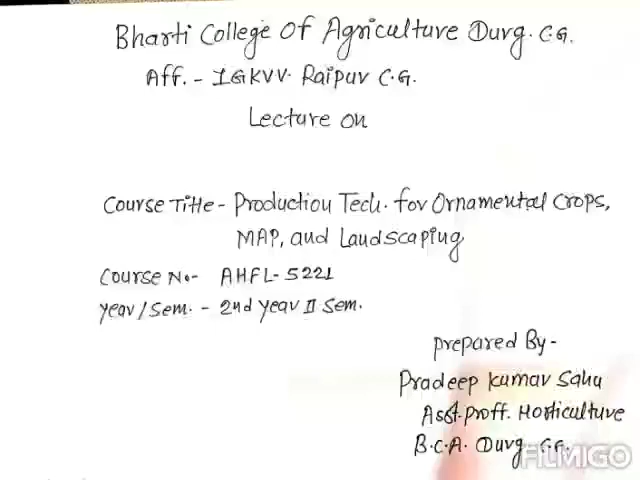 Bharti College Of Agriculture Durg. C.G.
Aff. - IGKVV. Raipur C.G.
Lecture on
Course Title - Production Tech. for Ornamental Crops,
MAP, and Landscaping
Course No.- AHFL-5221
Year / Sem. - 2nd Year II Sem.
Prepared By -
Pradeep Kumar Sahu
Asst. Proff. Horticulture
B.C.A. Durg C.G.
FILMIGO